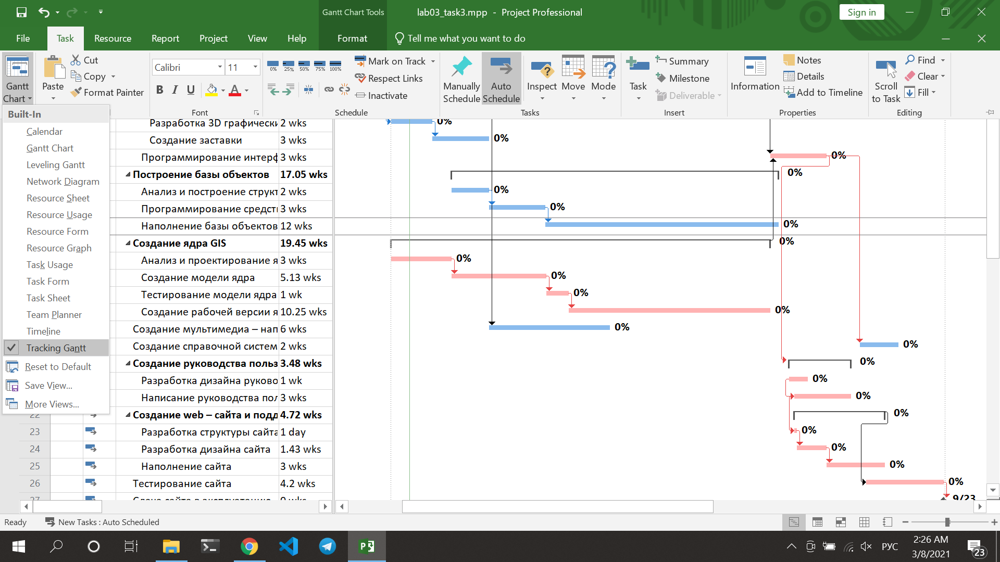 Gantt Chart Tools
lab03_task3.mpp - Project Professional
Sign in
File Task Resource Report Project View Help Format Tell me what you want to do
Gantt Chart
Paste
Cut
Copy
Format Painter
Calibri 11
B I U A
Font
0% 25% 50% 75% 100%
Mark on Track
Respect Links
Inactivate
Schedule
Manually Schedule
Auto Schedule
Inspect
Move
Mode
Tasks
Task
Summary
Milestone
Deliverable
Insert
Information
Notes
Details
Add to Timeline
Properties
Scroll to Task
Find
Clear
Fill
Editing
Built-In
Calendar
Gantt Chart
Leveling Gantt
Network Diagram
Resource Sheet
Resource Usage
Resource Form
Resource Graph
Task Usage
Task Form
Task Sheet
Team Planner
Timeline
Tracking Gantt
Reset to Default
Save View...
More Views...
Разработка 3D графически 2 wks 0%
Создание заставки 3 wks 0%
Программирование интерф 3 wks 0%
Построение базы объектов 17.05 wks 0%
Анализ и построение структ 2 wks 0%
Программирование средст 3 wks 0%
Наполнение базы объектов 12 wks 0%
Создание ядра GIS 19.45 wks 0%
Анализ и проектирование я 3 wks 0%
Создание модели ядра 5.13 wks 0%
Тестирование модели ядра 1 wk 0%
Создание рабочей версии я 10.25 wks 0%
Создание мультимедиа – нап 6 wks 0%
Создание справочной систем 2 wks 0%
Создание руководства польз 3.48 wks 0%
Разработка дизайна руково 1 wk 0%
Написание руководства пол 3 wks 0%
22 Создание web – сайта и подд 4.72 wks 0%
23 Разработка структуры сайта 1 day 0%
24 Разработка дизайна сайта 1.43 wks 0%
25 Наполнение сайта 3 wks 0%
26 Тестирование сайта 4.2 wks 0%
27 Сдача сайта в эксплуатацию 0 wks 9/23
Ready New Tasks : Auto Scheduled
РУС
2:26 AM
3/8/2021
23